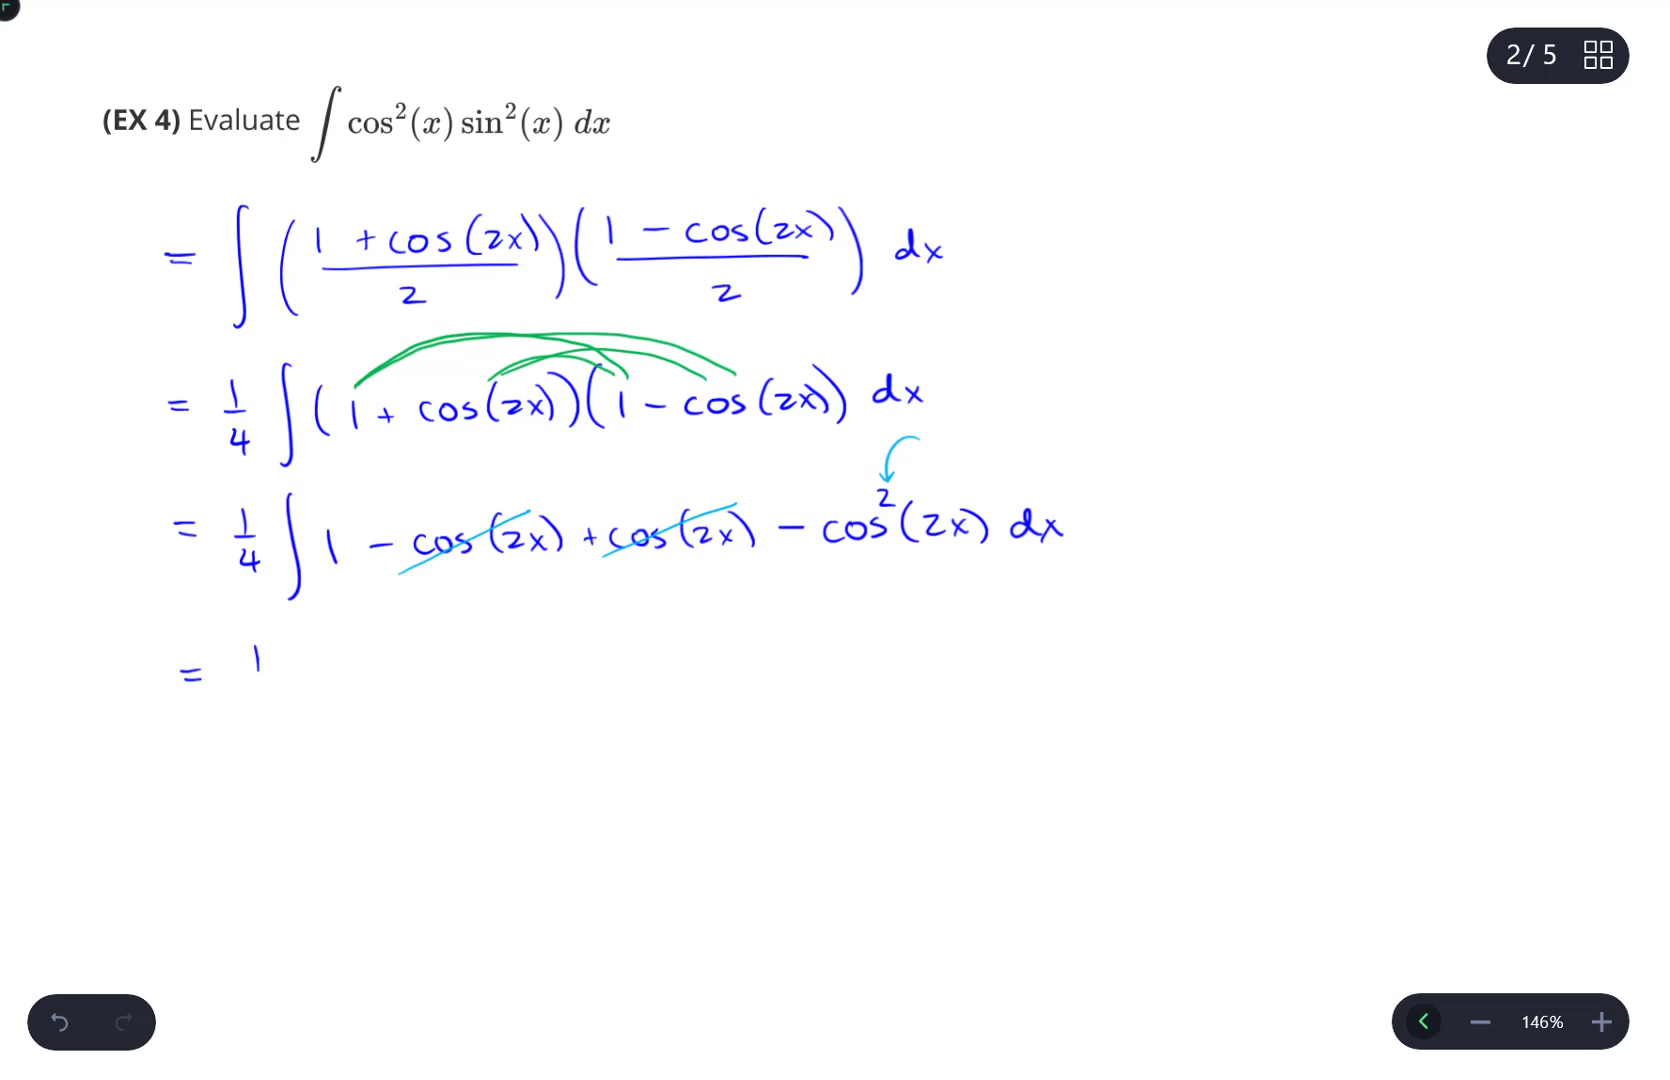 2/ 5
(EX 4) Evaluate ∫ cos²(x) sin²(x) dx
= ∫ ((1 + cos(2x))/2) ((1 − cos(2x))/2) dx
= 1/4 ∫ (1 + cos(2x))(1 − cos(2x)) dx
= 1/4 ∫ 1 − cos(2x) + cos(2x) − cos²(2x) dx
= 1
146%